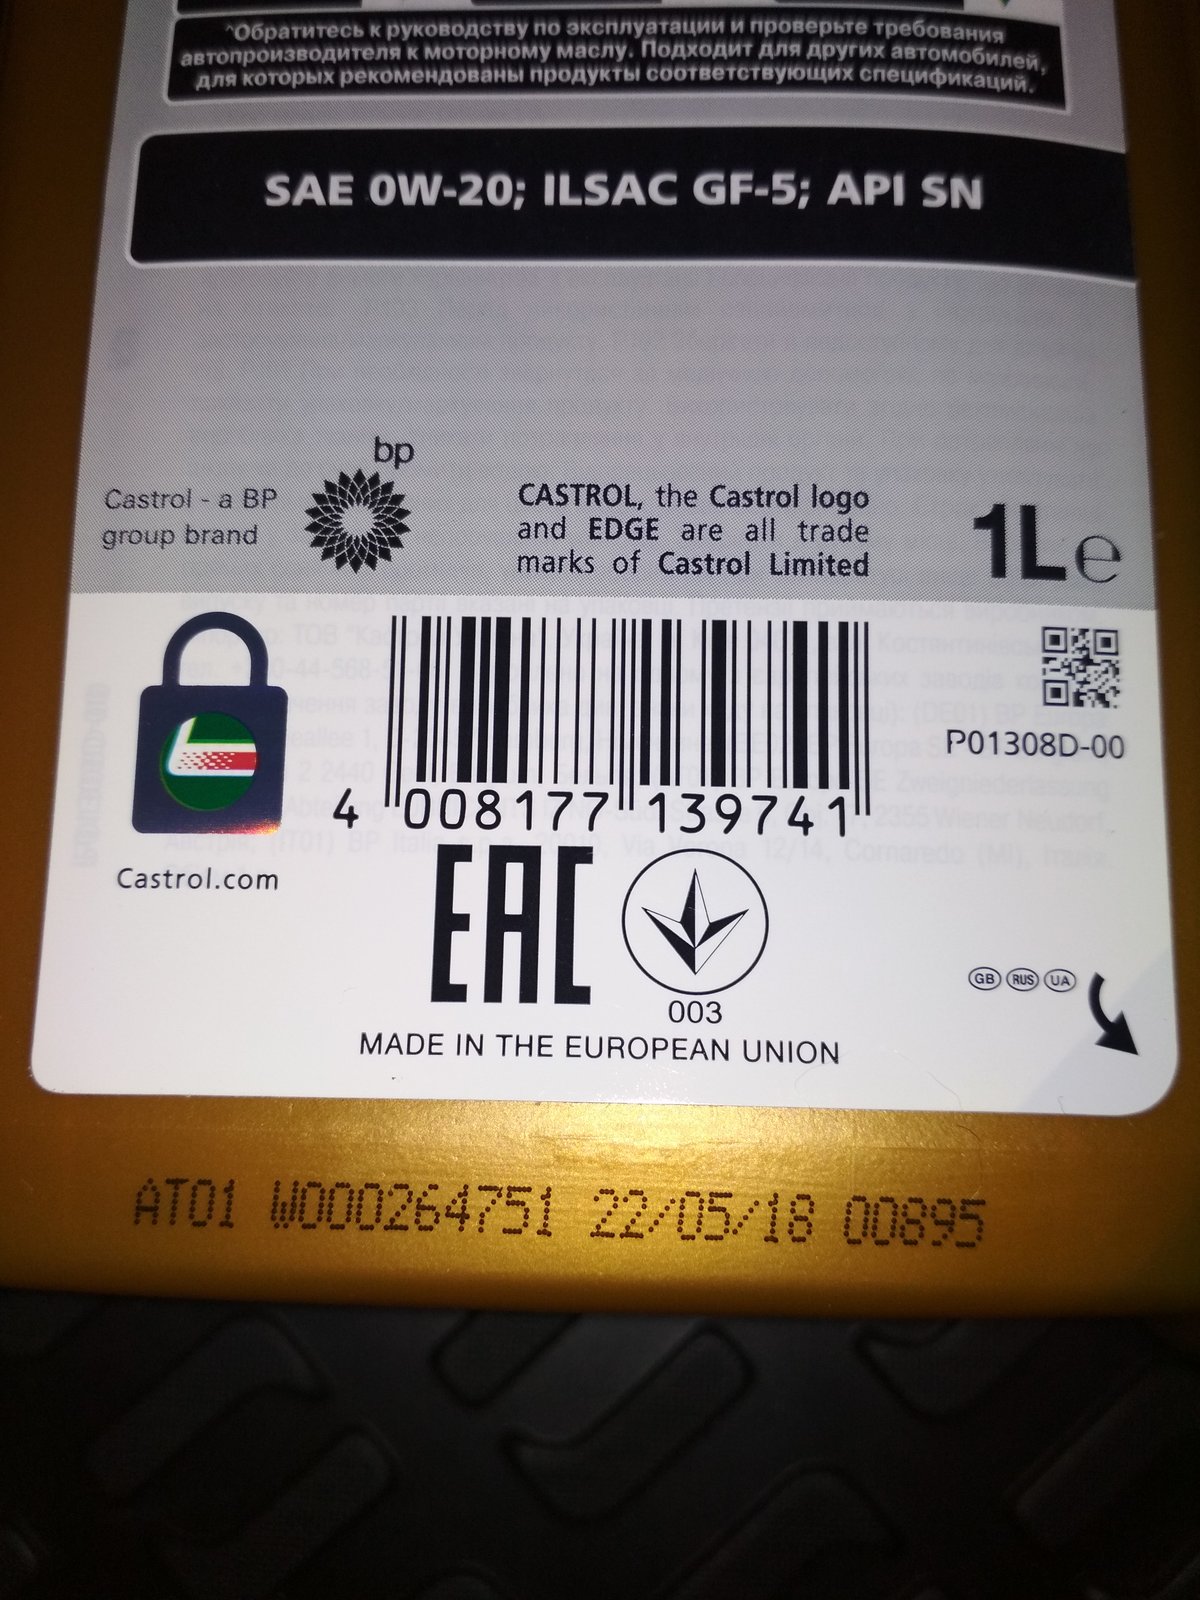 ^Обратитесь к руководству по эксплуатации и проверьте требования
автопроизводителя к моторному маслу. Подходит для других автомобилей,
для которых рекомендованы продукты соответствующих спецификаций.
SAE 0W-20; ILSAC GF-5; API SN
bp
Castrol - a BP
group brand
CASTROL, the Castrol logo
and EDGE are all trade
marks of Castrol Limited
1L℮
P01308D-00
4 008177 139741
Castrol.com
EAC
003
GB RUS UA
MADE IN THE EUROPEAN UNION
AT01 W000264751 22/05/18 00895